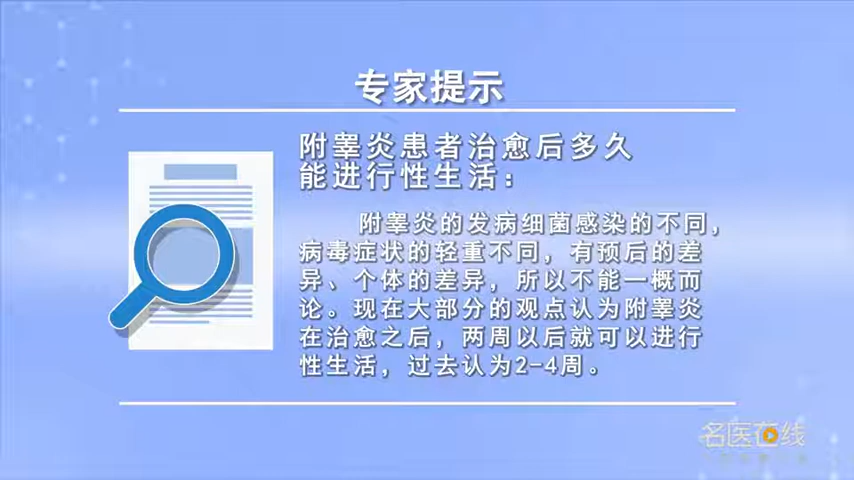 专家提示
附睾炎患者治愈后多久
能进行性生活：
附睾炎的发病细菌感染的不同，
病毒症状的轻重不同，有预后的差
异、个体的差异，所以不能一概而
论。现在大部分的观点认为附睾炎
在治愈之后，两周以后就可以进行
性生活，过去认为2-4周。
名医在线